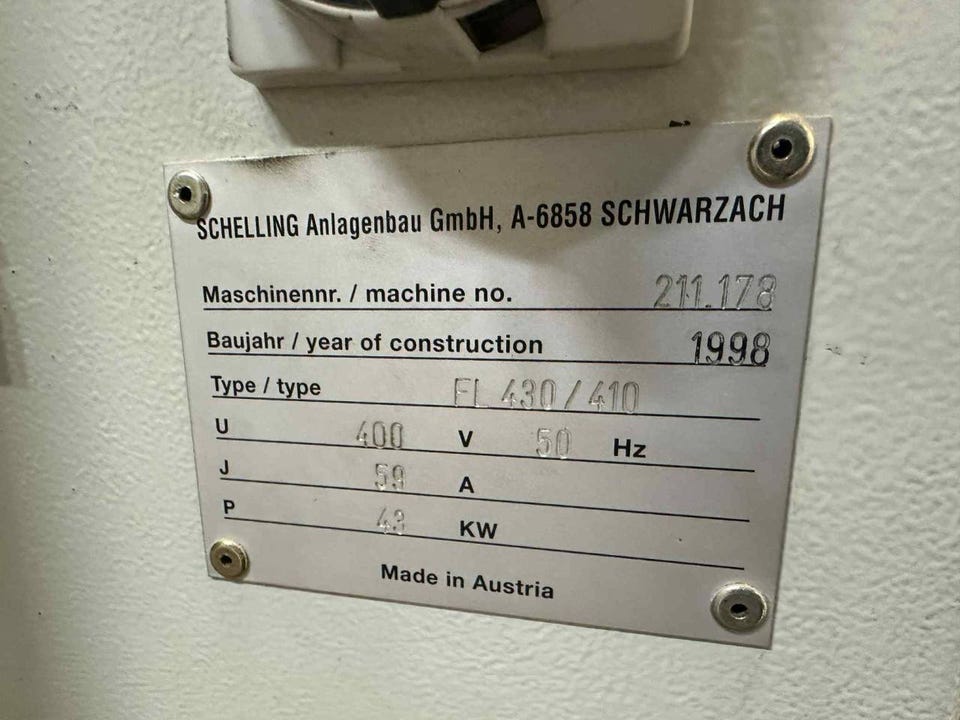 SCHELLING Anlagenbau GmbH, A-6858 SCHWARZACH
Maschinennr. / machine no. 211.178
Baujahr / year of construction 1998
Type / type FL 430/410
U 400 V 50 Hz
J 59 A
P 43 KW
Made in Austria